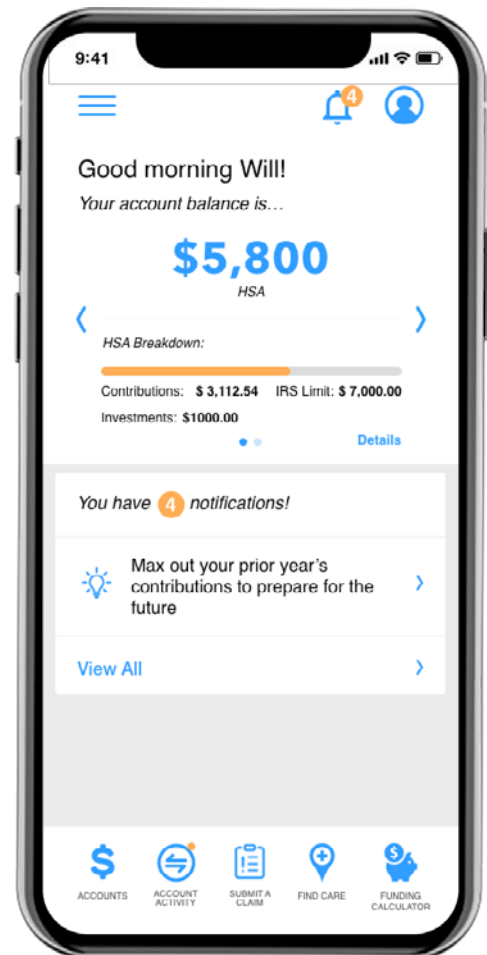 9:41
4
Good morning Will!
Your account balance is...
$5,800
HSA
HSA Breakdown:
Contributions: $ 3,112.54 IRS Limit: $ 7,000.00
Investments: $1000.00
Details
You have 4 notifications!
Max out your prior year's
contributions to prepare for the
future
View All
ACCOUNTS
ACCOUNT
ACTIVITY
SUBMIT A
CLAIM
FIND CARE
FUNDING
CALCULATOR